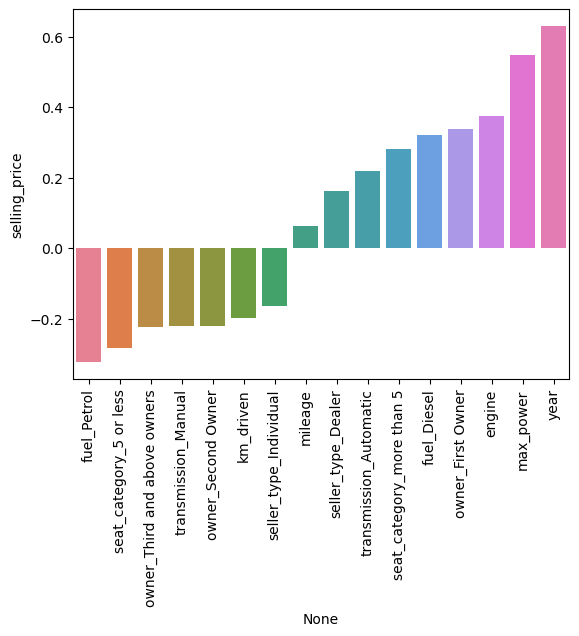 selling_price
0.6
0.4
0.2
0.0
−0.2
fuel_Petrol
seat_category_5 or less
owner_Third and above owners
transmission_Manual
owner_Second Owner
km_driven
seller_type_Individual
mileage
seller_type_Dealer
transmission_Automatic
seat_category_more than 5
fuel_Diesel
owner_First Owner
engine
max_power
year
None